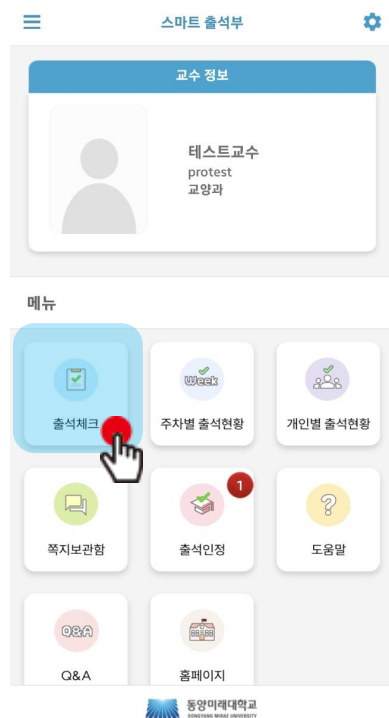 스마트 출석부
교수 정보
테스트교수
protest
교양과
메뉴
출석체크
Week
주차별 출석현황
개인별 출석현황
쪽지보관함
1
출석인정
?
도움말
Q&A
Q&A
홈페이지
동양미래대학교
DONGYANG MIRAE UNIVERSITY